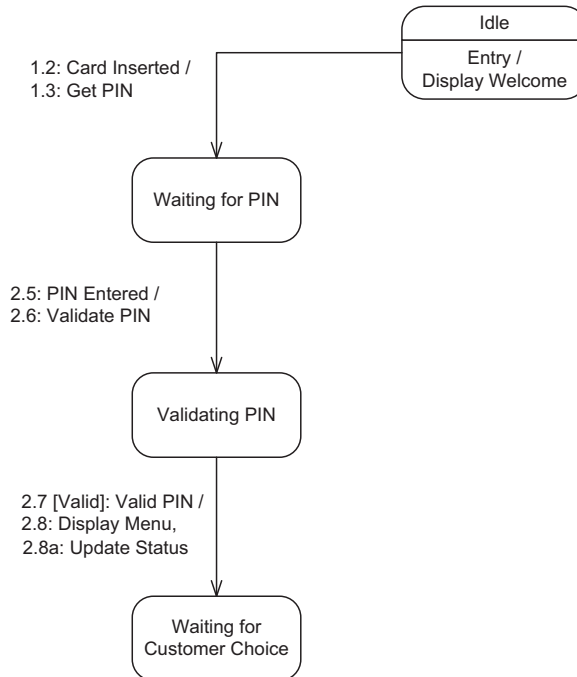 Idle
Entry /
Display Welcome
1.2: Card Inserted /
1.3: Get PIN
Waiting for PIN
2.5: PIN Entered /
2.6: Validate PIN
Validating PIN
2.7 [Valid]: Valid PIN /
2.8: Display Menu,
2.8a: Update Status
Waiting for
Customer Choice